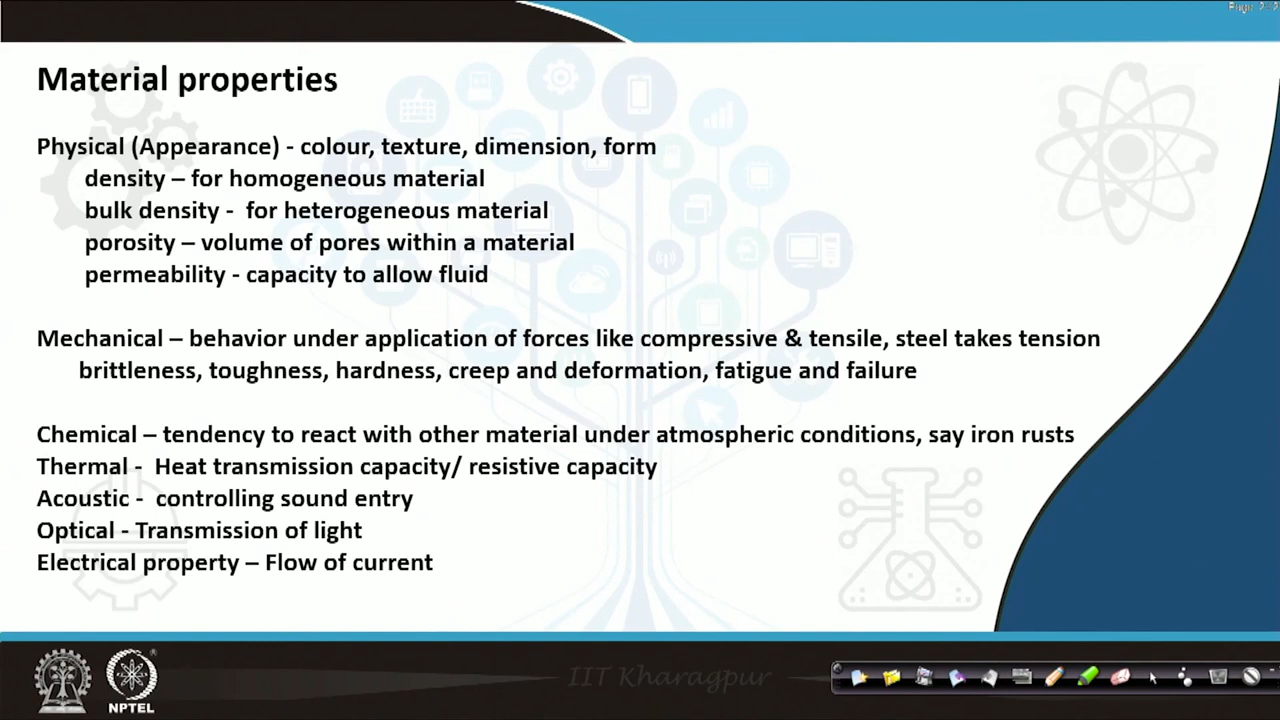 Material properties
Physical (Appearance) - colour, texture, dimension, form
density – for homogeneous material
bulk density - for heterogeneous material
porosity – volume of pores within a material
permeability - capacity to allow fluid
Mechanical – behavior under application of forces like compressive & tensile, steel takes tension
brittleness, toughness, hardness, creep and deformation, fatigue and failure
Chemical – tendency to react with other material under atmospheric conditions, say iron rusts
Thermal - Heat transmission capacity/ resistive capacity
Acoustic - controlling sound entry
Optical - Transmission of light
Electrical property – Flow of current
IIT Kharagpur
NPTEL